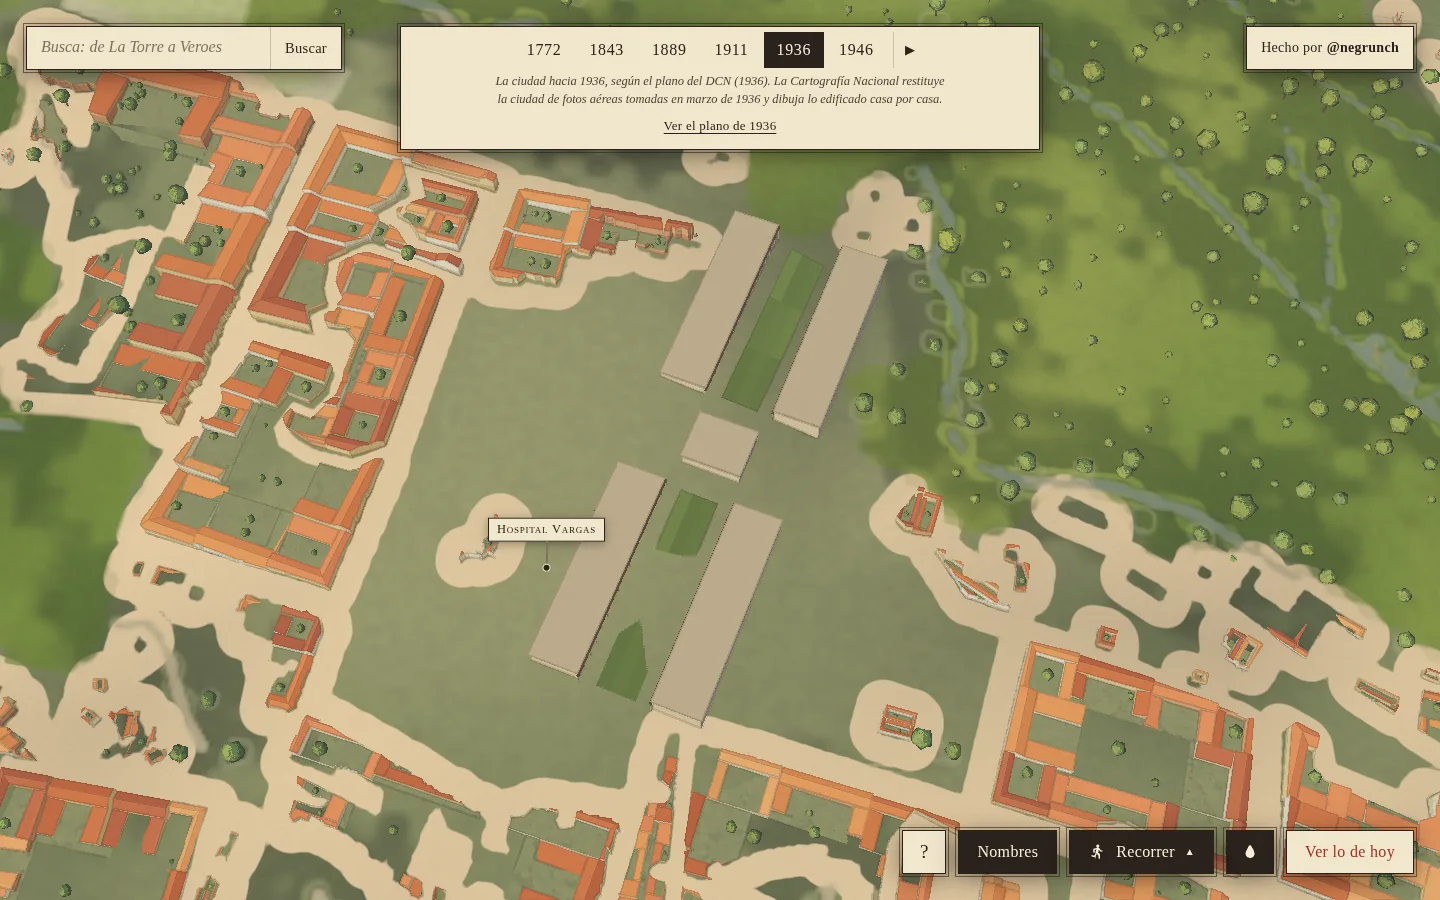 Busca: de La Torre a Veroes
Buscar
1772 1843 1889 1911 1936 1946 ▶
La ciudad hacia 1936, según el plano del DCN (1936). La Cartografía Nacional restituye
la ciudad de fotos aéreas tomadas en marzo de 1936 y dibuja lo edificado casa por casa.
Ver el plano de 1936
Hecho por @negrunch
Hospital Vargas
?
Nombres
Recorrer ▲
Ver lo de hoy